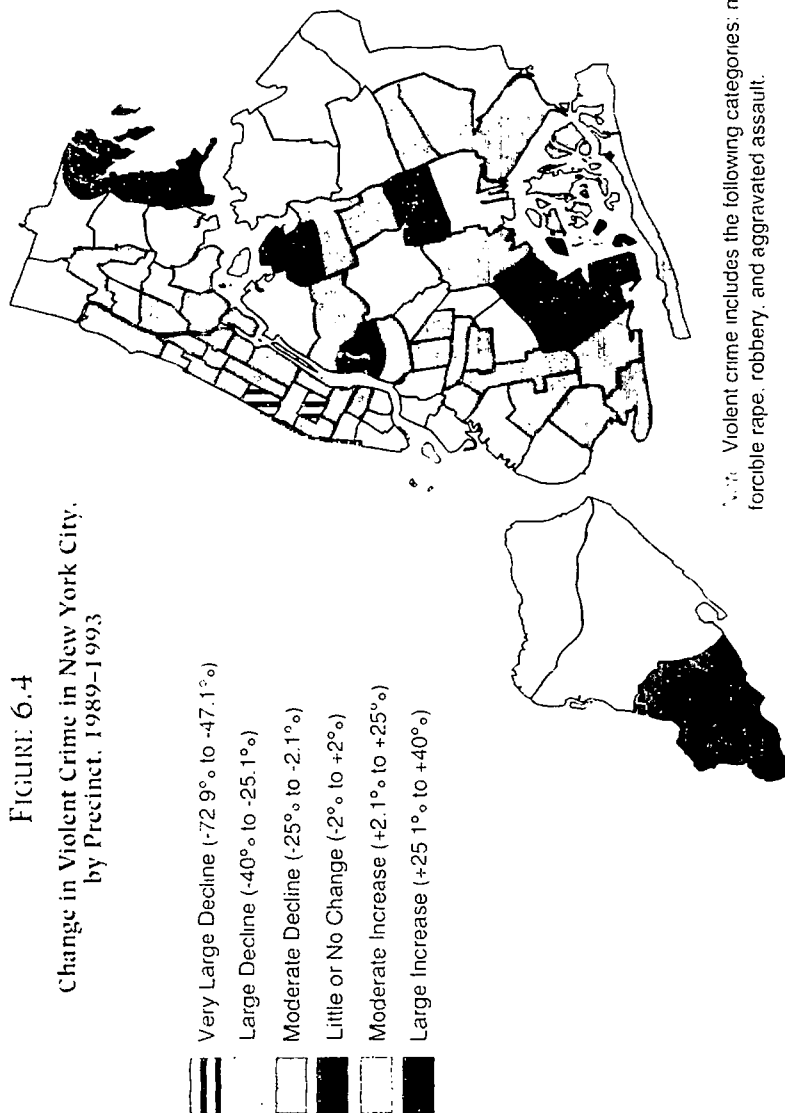 FIGURE 6.4
Change in Violent Crime in New York City,
by Precinct, 1989–1993
Very Large Decline (-72 9% to -47.1%)
Large Decline (-40% to -25.1%)
Moderate Decline (-25% to -2.1%)
Little or No Change (-2% to +2%)
Moderate Increase (+2.1% to +25%)
Large Increase (+25 1% to +40%)
Violent crime includes the following categories:
forcible rape, robbery, and aggravated assault.